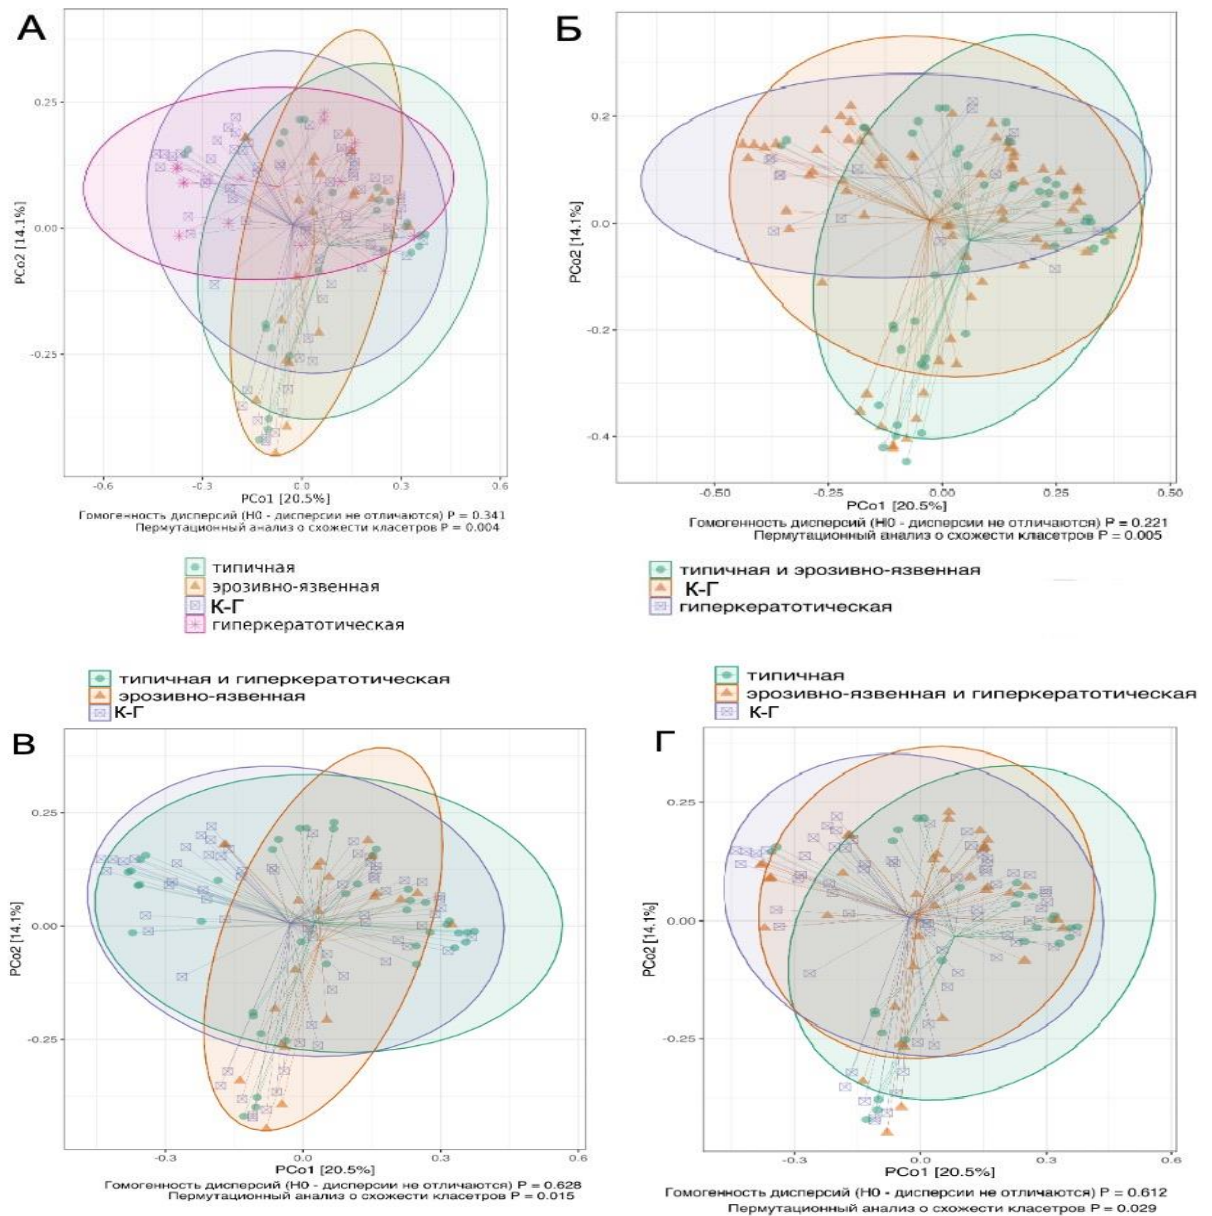 А
0.25
0.00
-0.25
PCo2 [14.1%]
-0.6 -0.3 0.0 0.3 0.6
PCo1 [20.5%]
Гомогенность дисперсий (H0 - дисперсии не отличаются) P = 0.341
Пермутационный анализ о схожести класетров P = 0.004
типичная
эрозивно-язвенная
К-Г
гиперкератотическая
Б
0.2
0.0
-0.2
-0.4
PCo2 [14.1%]
-0.50 -0.25 0.00 0.25 0.50
PCo1 [20.5%]
Гомогенность дисперсий (H0 - дисперсии не отличаются) P = 0.221
Пермутационный анализ о схожести класетров P = 0.005
типичная и эрозивно-язвенная
К-Г
гиперкератотическая
типичная и гиперкератотическая
эрозивно-язвенная
К-Г
В
0.25
0.00
-0.25
PCo2 [14.1%]
-0.3 0.0 0.3 0.6
PCo1 [20.5%]
Гомогенность дисперсий (H0 - дисперсии не отличаются) P = 0.628
Пермутационный анализ о схожести класетров P = 0.015
типичная
эрозивно-язвенная и гиперкератотическая
К-Г
Г
0.25
0.00
-0.25
PCo2 [14.1%]
-0.3 0.0 0.3 0.6
PCo1 [20.5%]
Гомогенность дисперсий (H0 - дисперсии не отличаются) P = 0.612
Пермутационный анализ о схожести класетров P = 0.029